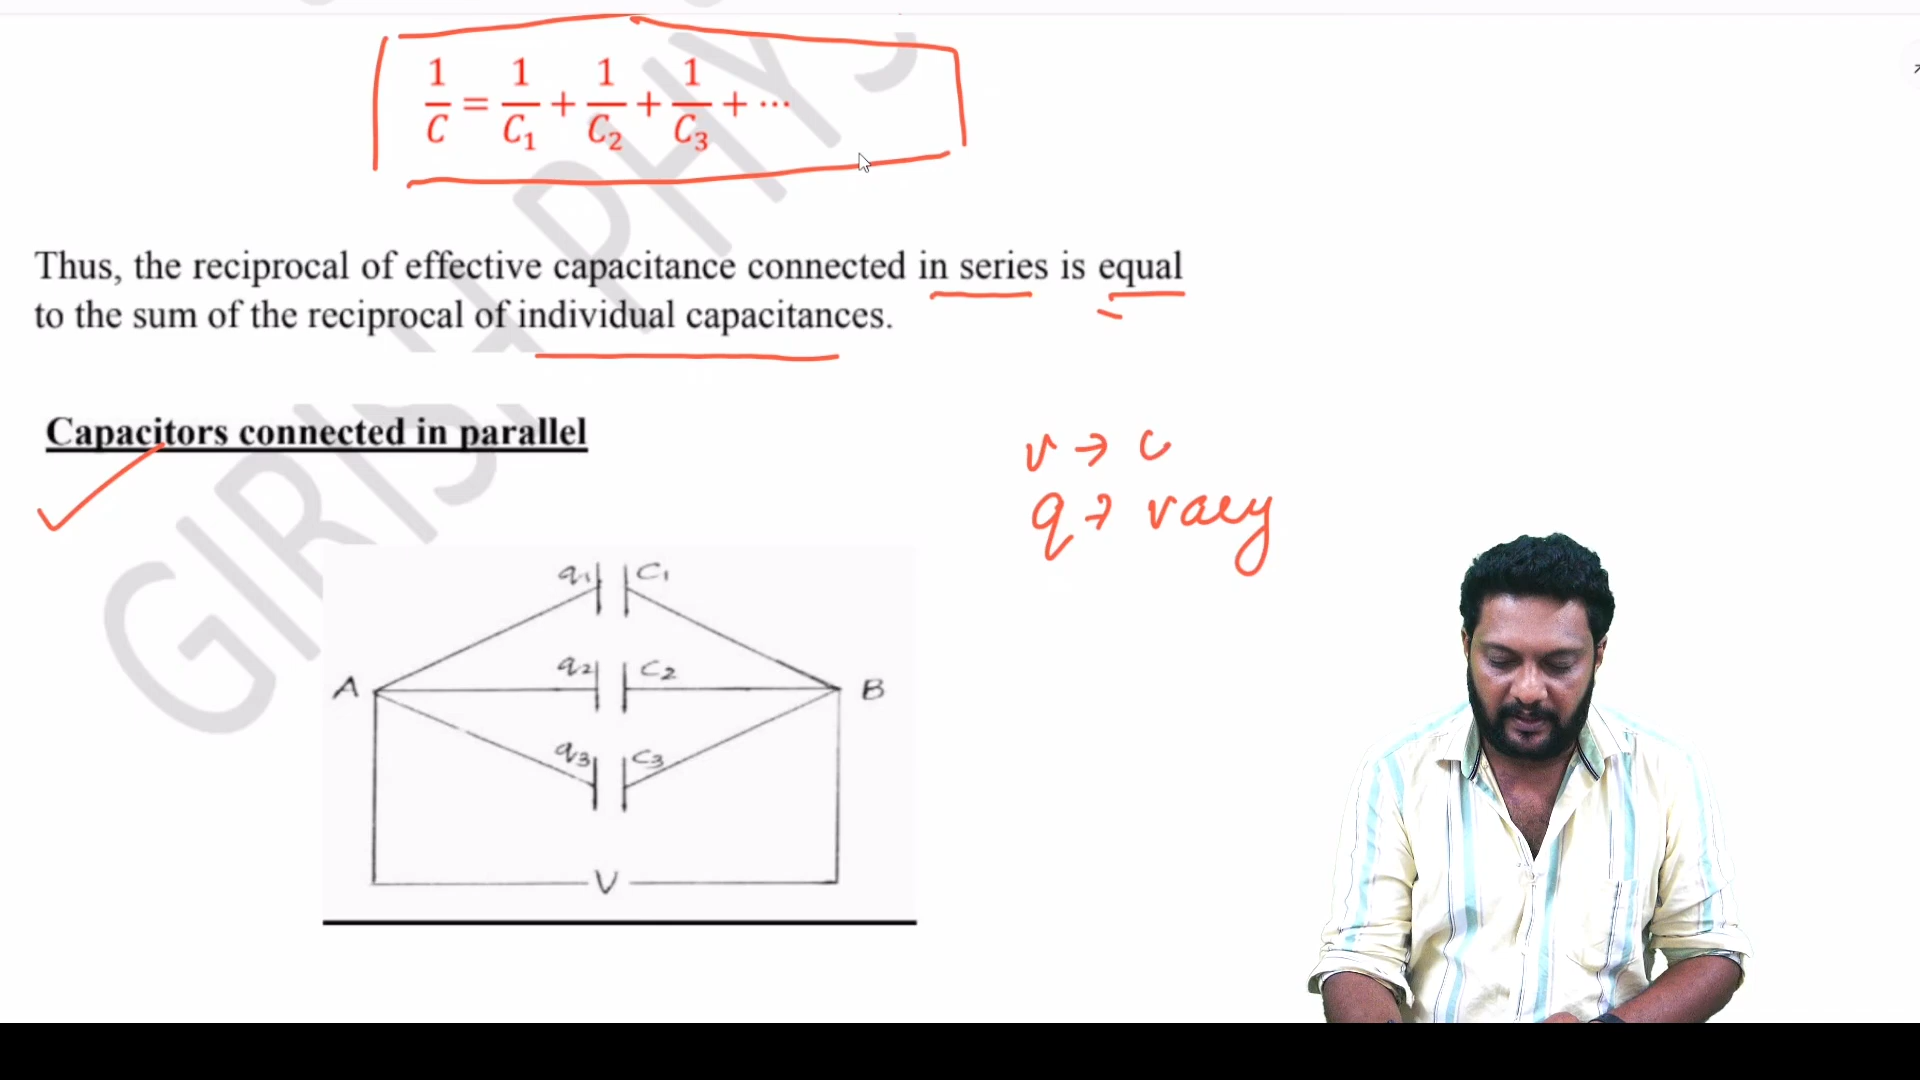 1/C = 1/C₁ + 1/C₂ + 1/C₃ + ⋯
Thus, the reciprocal of effective capacitance connected in series is equal
to the sum of the reciprocal of individual capacitances.
Capacitors connected in parallel
v → c
q → vary
q₁ C₁
q₂ C₂
A B
q₃ C₃
V
GIRISH PHYS